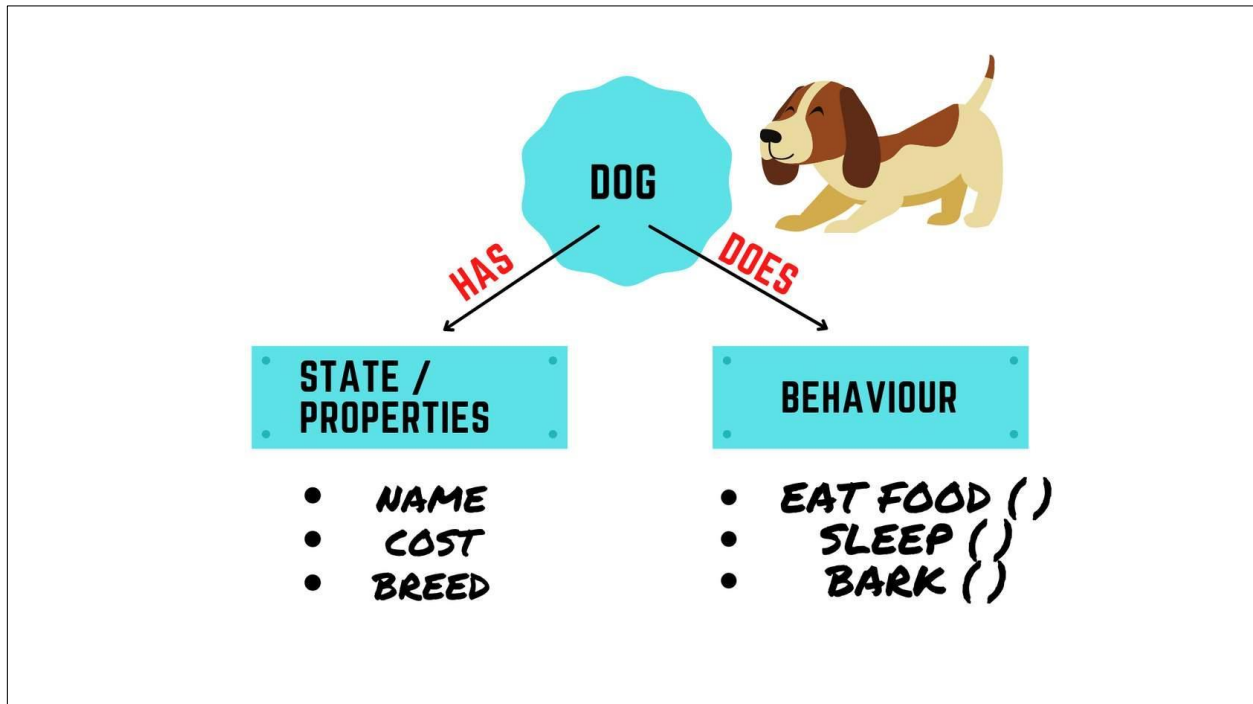 DOG
HAS
DOES
STATE /
PROPERTIES
• NAME
• COST
• BREED
BEHAVIOUR
• EAT FOOD ( )
• SLEEP ( )
• BARK ( )